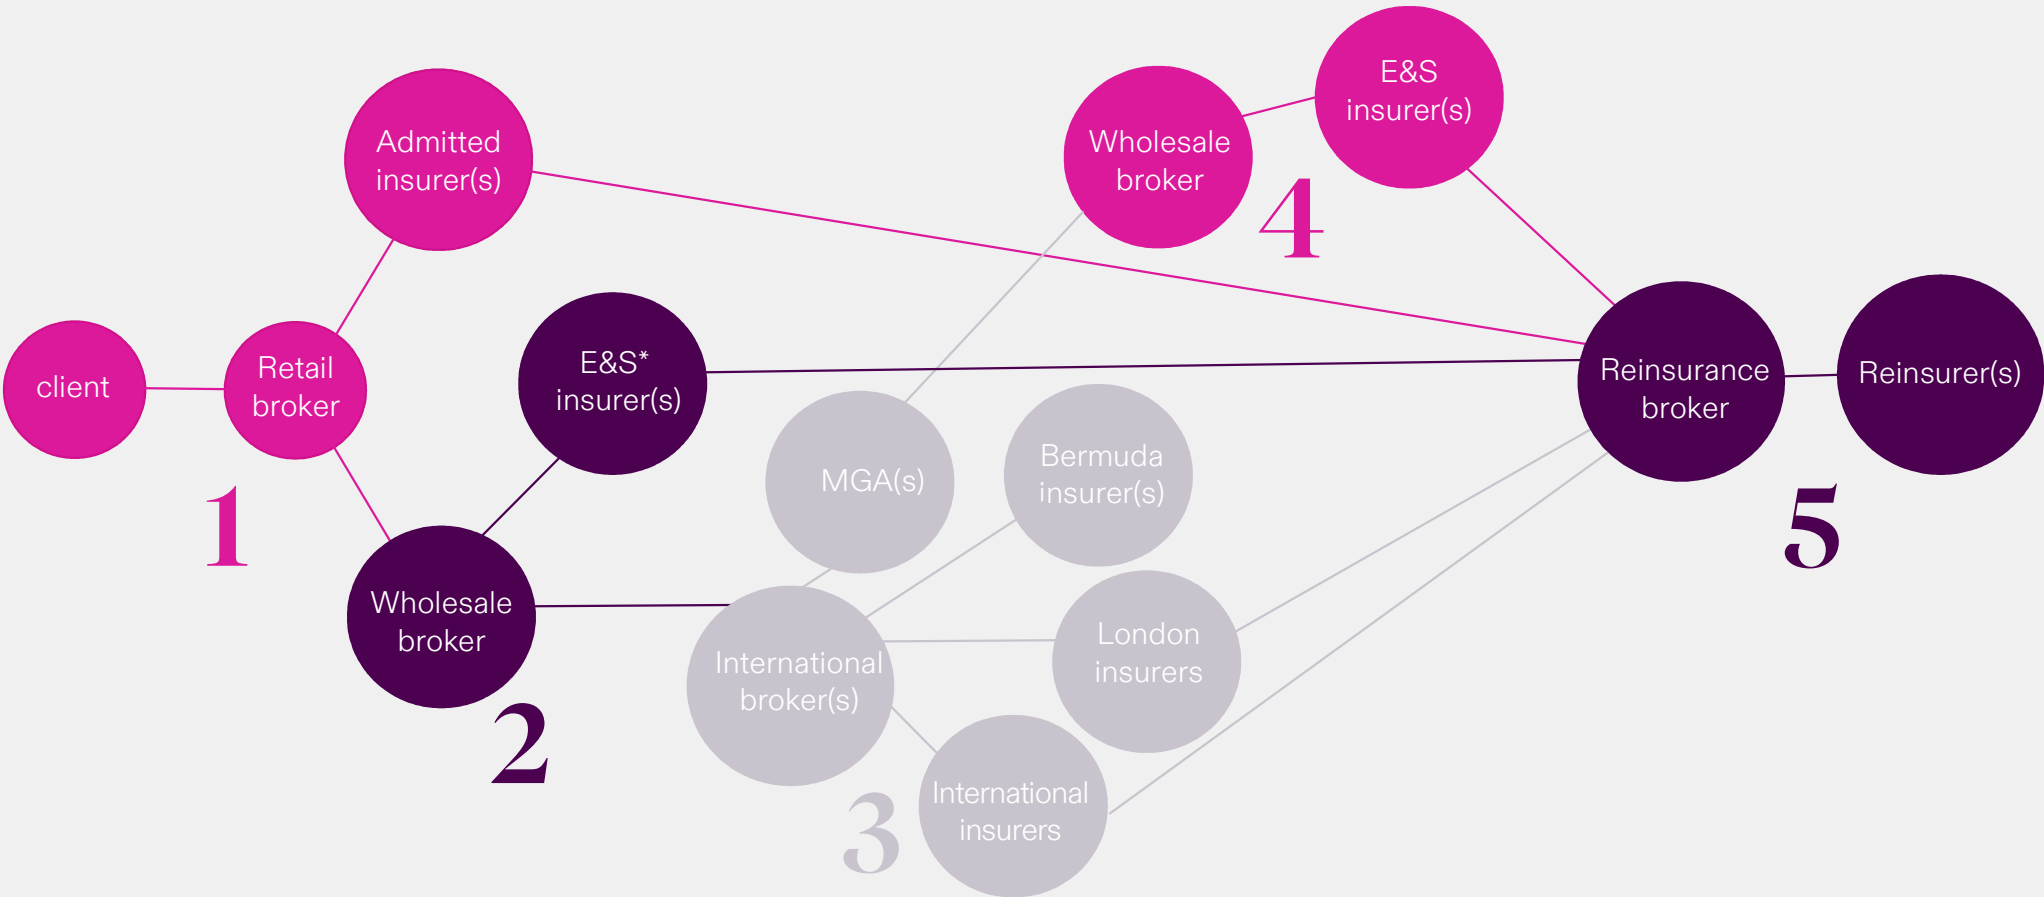 client
Retail
broker
1
Admitted
insurer(s)
Wholesale
broker
2
E&S*
insurer(s)
International
broker(s)
3
MGA(s)
Bermuda
insurer(s)
London
insurers
International
insurers
Wholesale
broker
4
E&S
insurer(s)
Reinsurance
broker
5
Reinsurer(s)